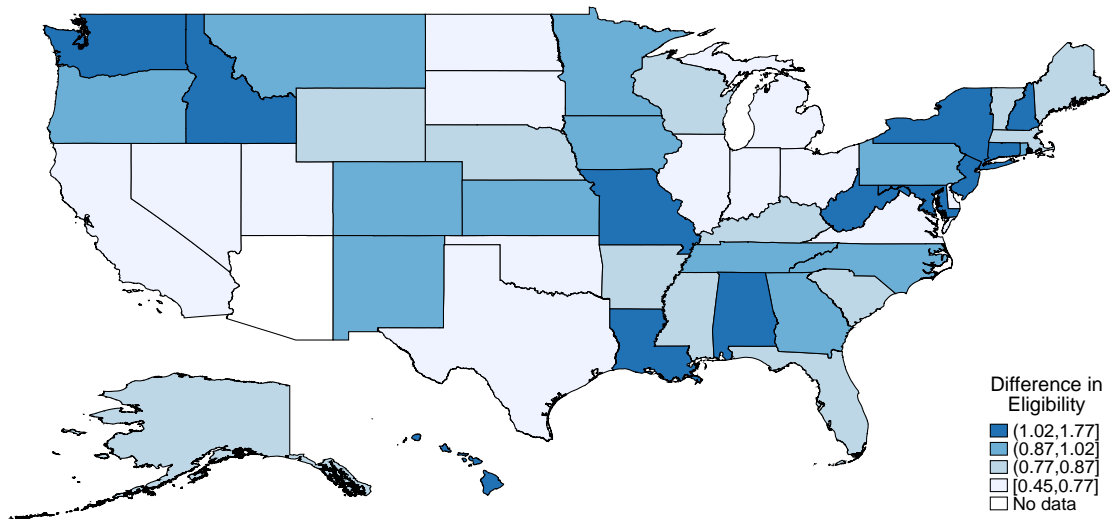 Difference in
Eligibility
(1.02,1.77]
(0.87,1.02]
(0.77,0.87]
[0.45,0.77]
No data